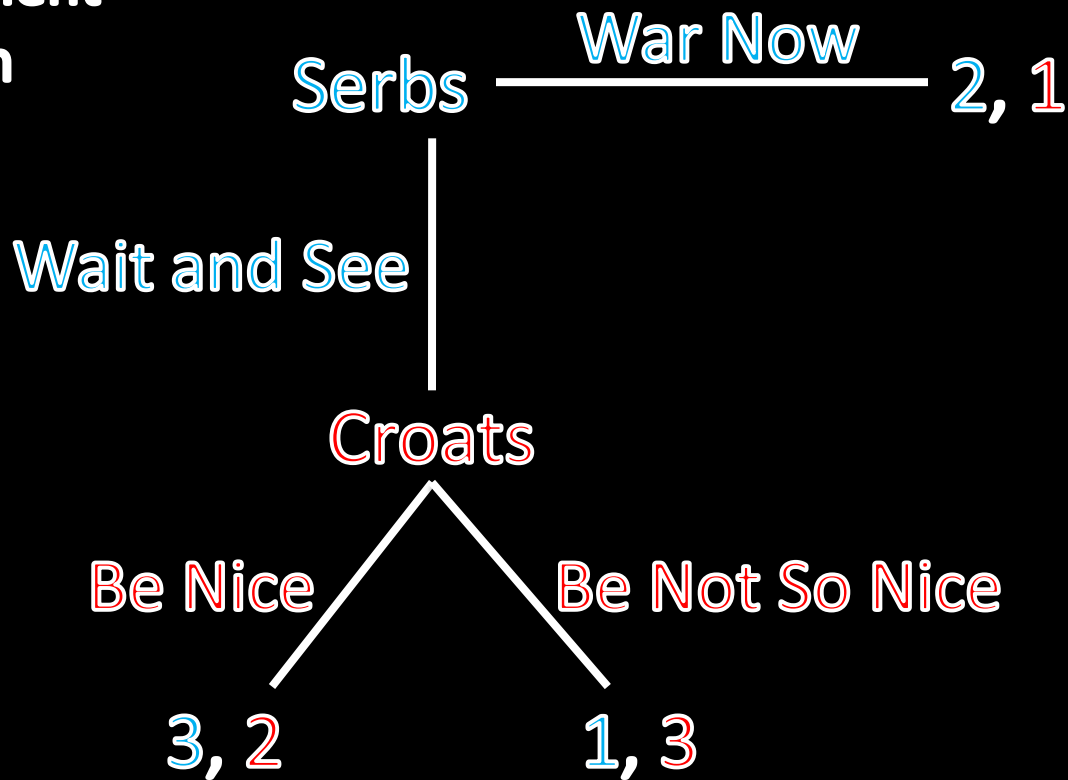 War Now
Serbs
2, 1
Wait and See
Croats
Be Nice
Be Not So Nice
3, 2
1, 3